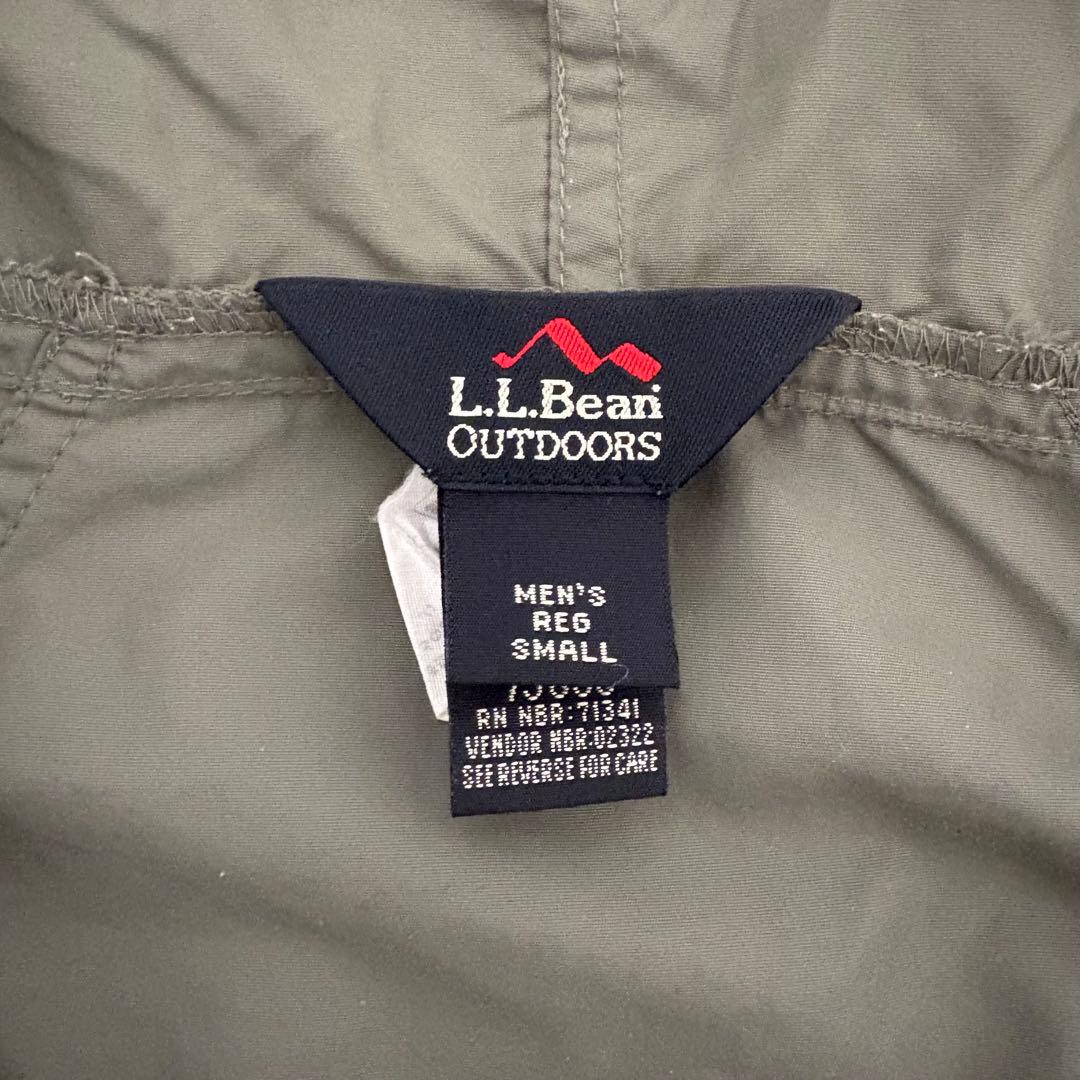 L.L.Bean
OUTDOORS
MEN'S
REG
SMALL
RN NBR:71341
VENDOR NBR:02322
SEE REVERSE FOR CARE